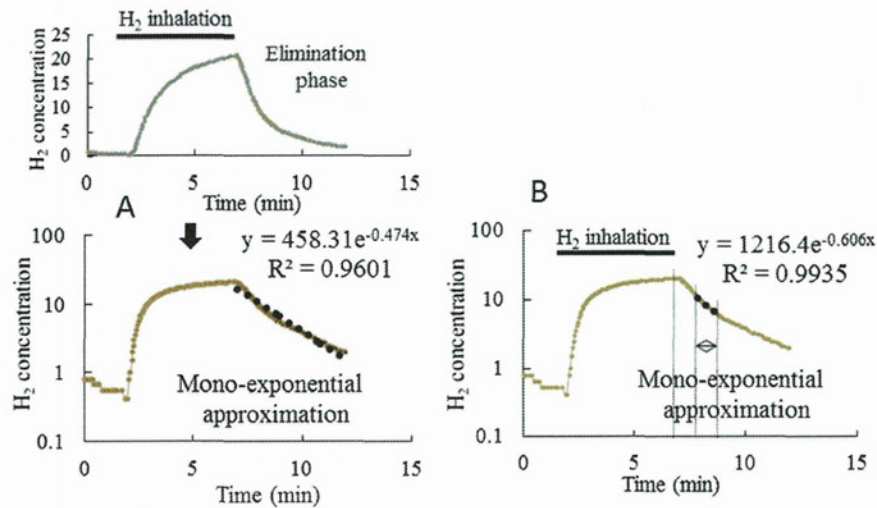 H2 inhalation
Elimination
phase
H2 concentration
25
20
15
10
5
0
0 5 10 15
Time (min)
A
y = 458.31e^-0.474x
R² = 0.9601
H2 concentration
100
10
1
0.1
Mono-exponential
approximation
0 5 10 15
Time (min)
B
H2 inhalation
y = 1216.4e^-0.606x
R² = 0.9935
H2 concentration
100
10
1
0.1
Mono-exponential
approximation
0 5 10 15
Time (min)